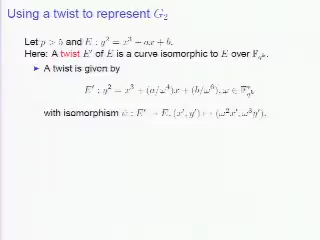 Using a twist to represent G₂
Let p > 5 and E : y² = x³ + ax + b.
Here: A twist E′ of E is a curve isomorphic to E over F_{q^k}.
▶ A twist is given by
E′ : y² = x³ + (a/ω⁴)x + (b/ω⁶), ω ∈ F*_{q^k}
with isomorphism ψ : E′ → E, (x′, y′) ↦ (ω²x′, ω³y′).